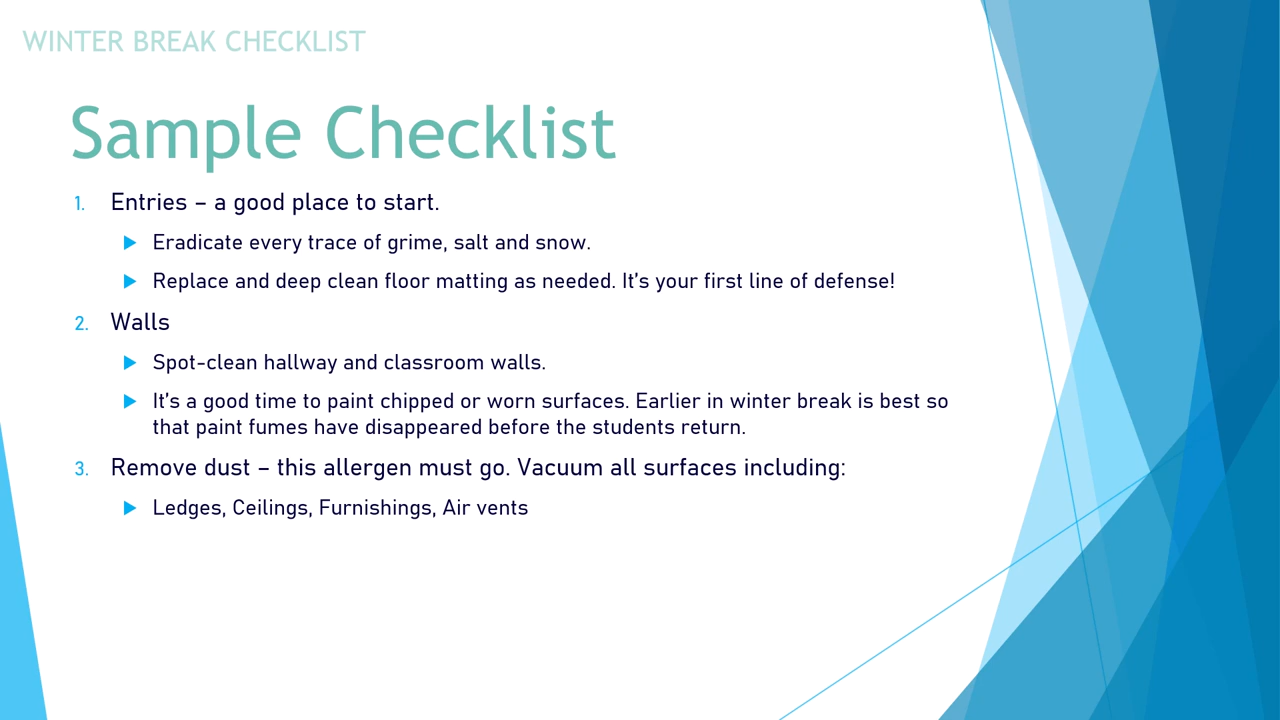 WINTER BREAK CHECKLIST
Sample Checklist
1. Entries – a good place to start.
Eradicate every trace of grime, salt and snow.
Replace and deep clean floor matting as needed. It’s your first line of defense!
2. Walls
Spot-clean hallway and classroom walls.
It’s a good time to paint chipped or worn surfaces. Earlier in winter break is best so
that paint fumes have disappeared before the students return.
3. Remove dust – this allergen must go. Vacuum all surfaces including:
Ledges, Ceilings, Furnishings, Air vents